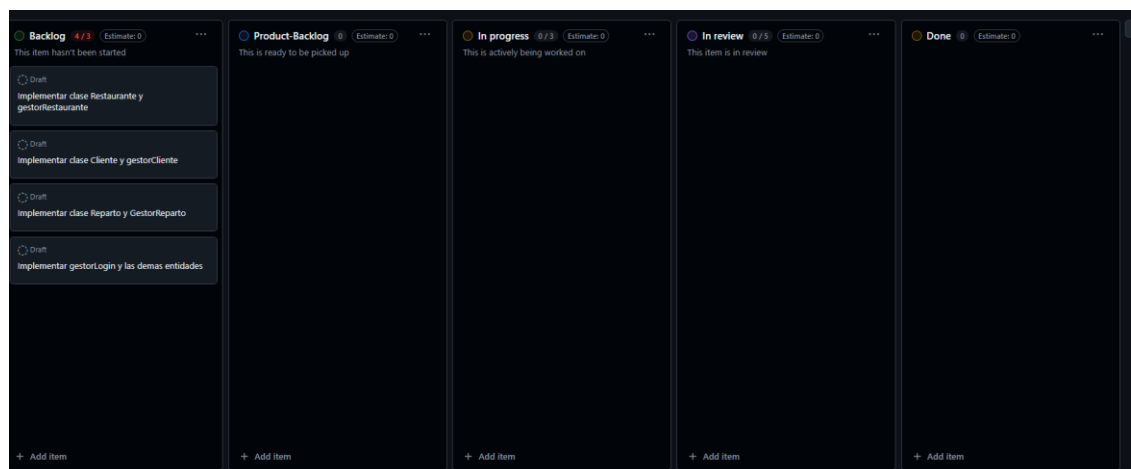 Backlog 4 / 3 Estimate: 0 ...
This item hasn't been started
Draft
Implementar clase Restaurante y
gestorRestaurante
Draft
Implementar clase Cliente y gestorCliente
Draft
Implementar clase Reparto y GestorReparto
Draft
Implementar gestorLogin y las demas entidades
+ Add item
Product-Backlog 0 Estimate: 0 ...
This is ready to be picked up
+ Add item
In progress 0 / 3 Estimate: 0 ...
This is actively being worked on
+ Add item
In review 0 / 5 Estimate: 0 ...
This item is in review
+ Add item
Done 0 Estimate: 0 ...
+ Add item